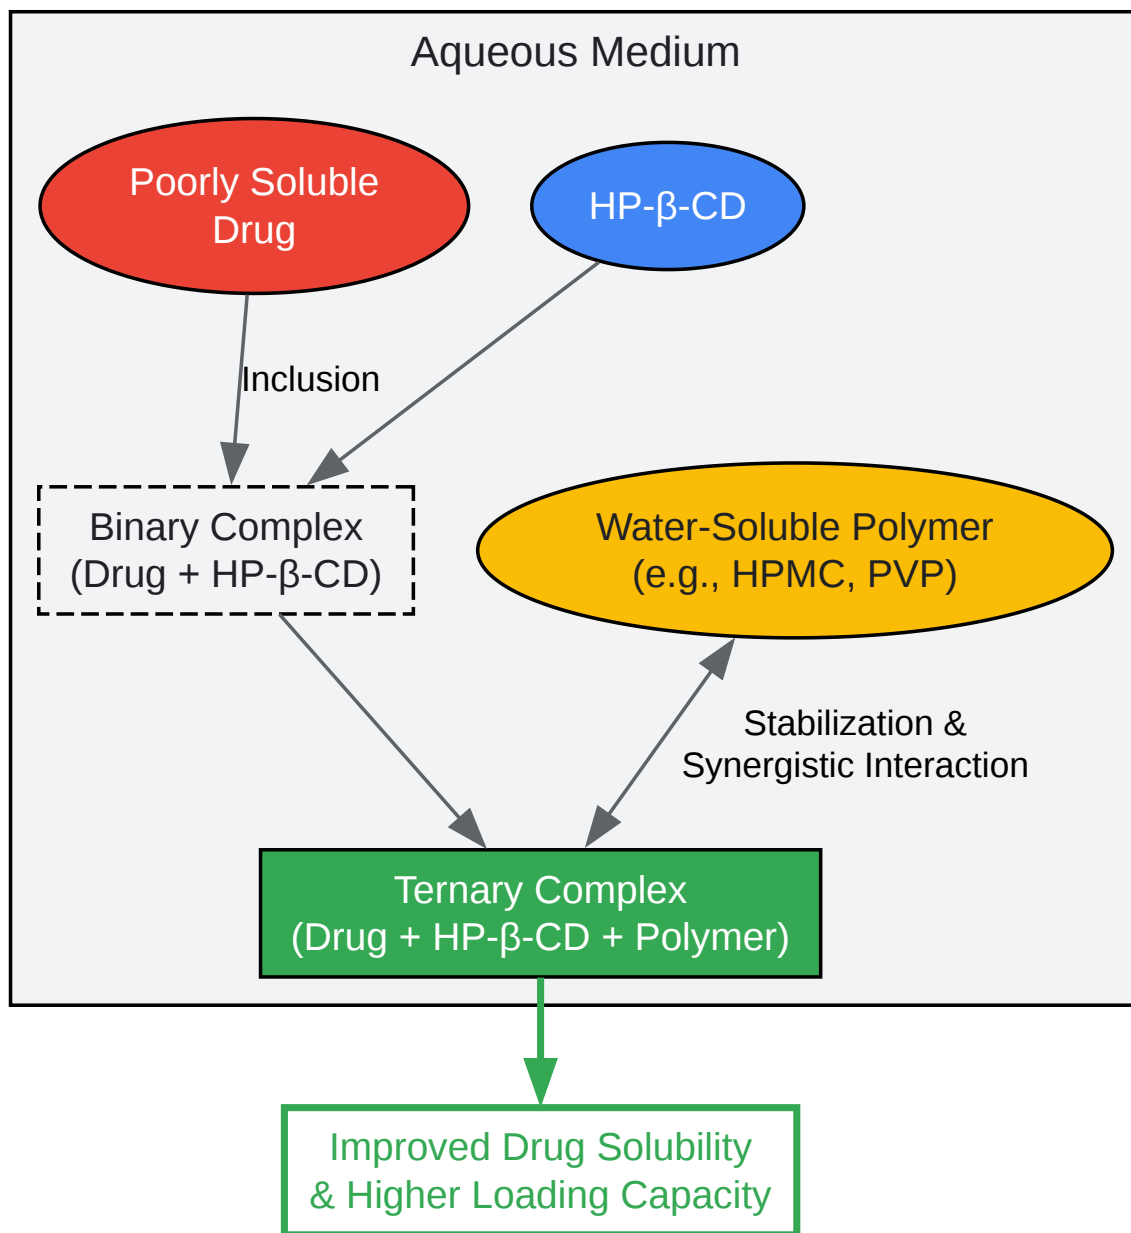 Aqueous Medium
Poorly Soluble
Drug
HP-β-CD
Inclusion
Binary Complex
(Drug + HP-β-CD)
Water-Soluble Polymer
(e.g., HPMC, PVP)
Stabilization &
Synergistic Interaction
Ternary Complex
(Drug + HP-β-CD + Polymer)
Improved Drug Solubility
& Higher Loading Capacity